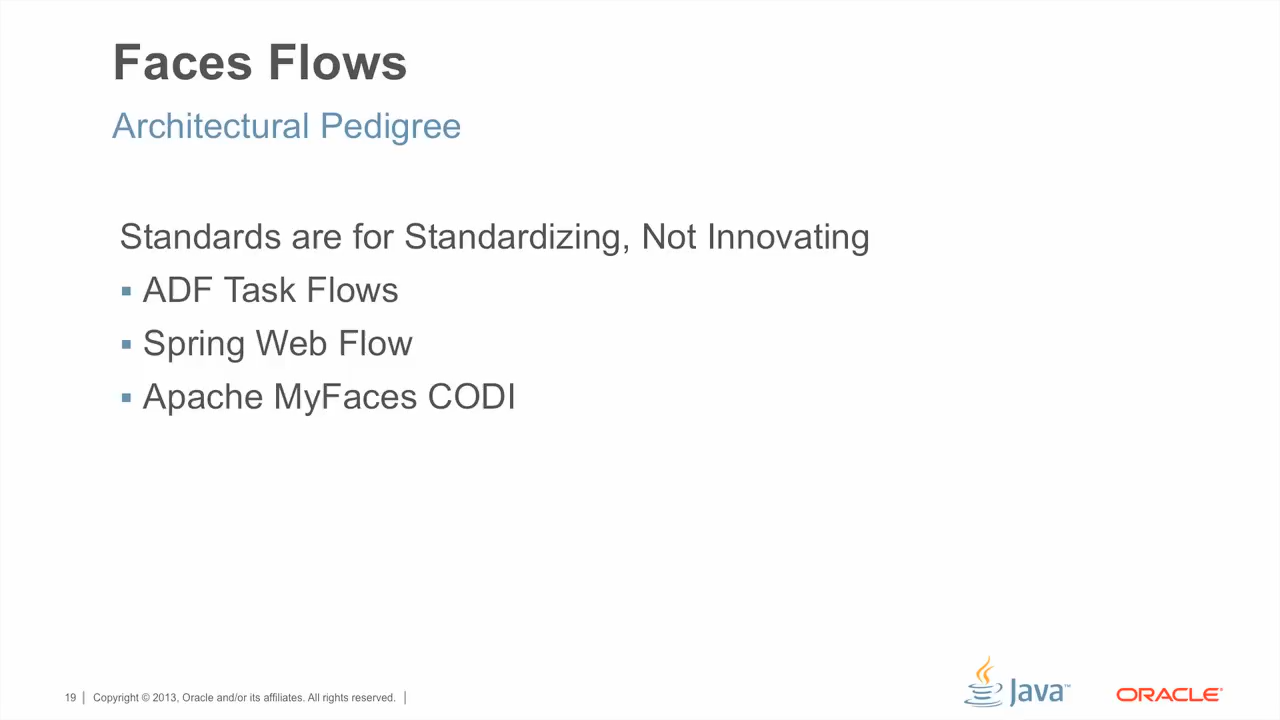 Faces Flows
Architectural Pedigree
Standards are for Standardizing, Not Innovating
▪ ADF Task Flows
▪ Spring Web Flow
▪ Apache MyFaces CODI
19 | Copyright © 2013, Oracle and/or its affiliates. All rights reserved. |
Java™
ORACLE®